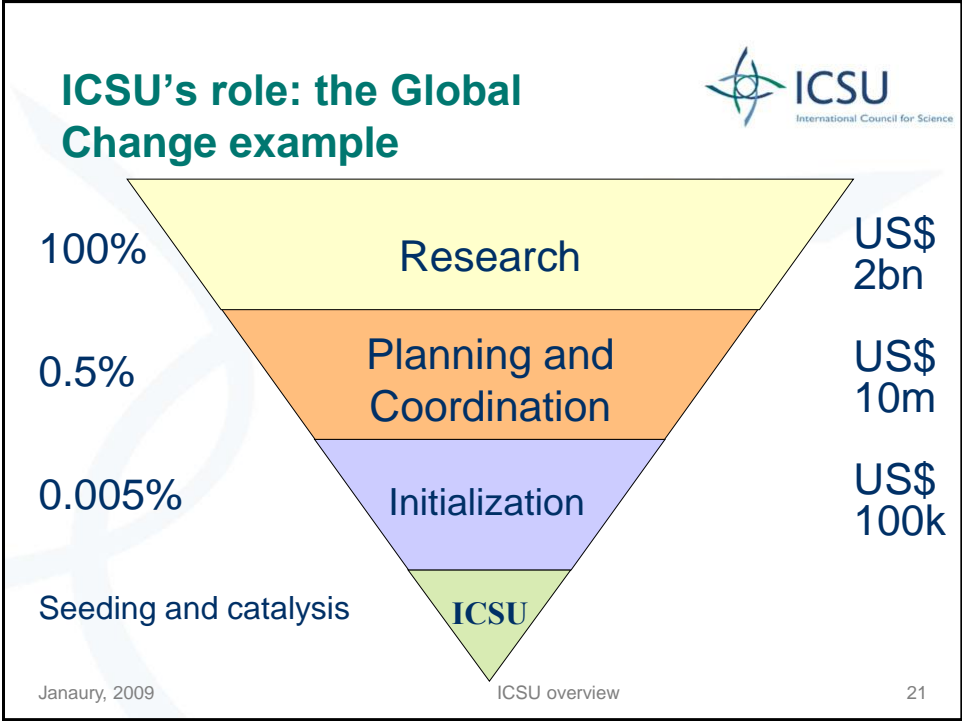 ICSU's role: the Global
Change example
ICSU
International Council for Science
100%
Research
US$
2bn
0.5%
Planning and
Coordination
US$
10m
0.005%
Initialization
US$
100k
Seeding and catalysis
ICSU
Janaury, 2009
ICSU overview
21